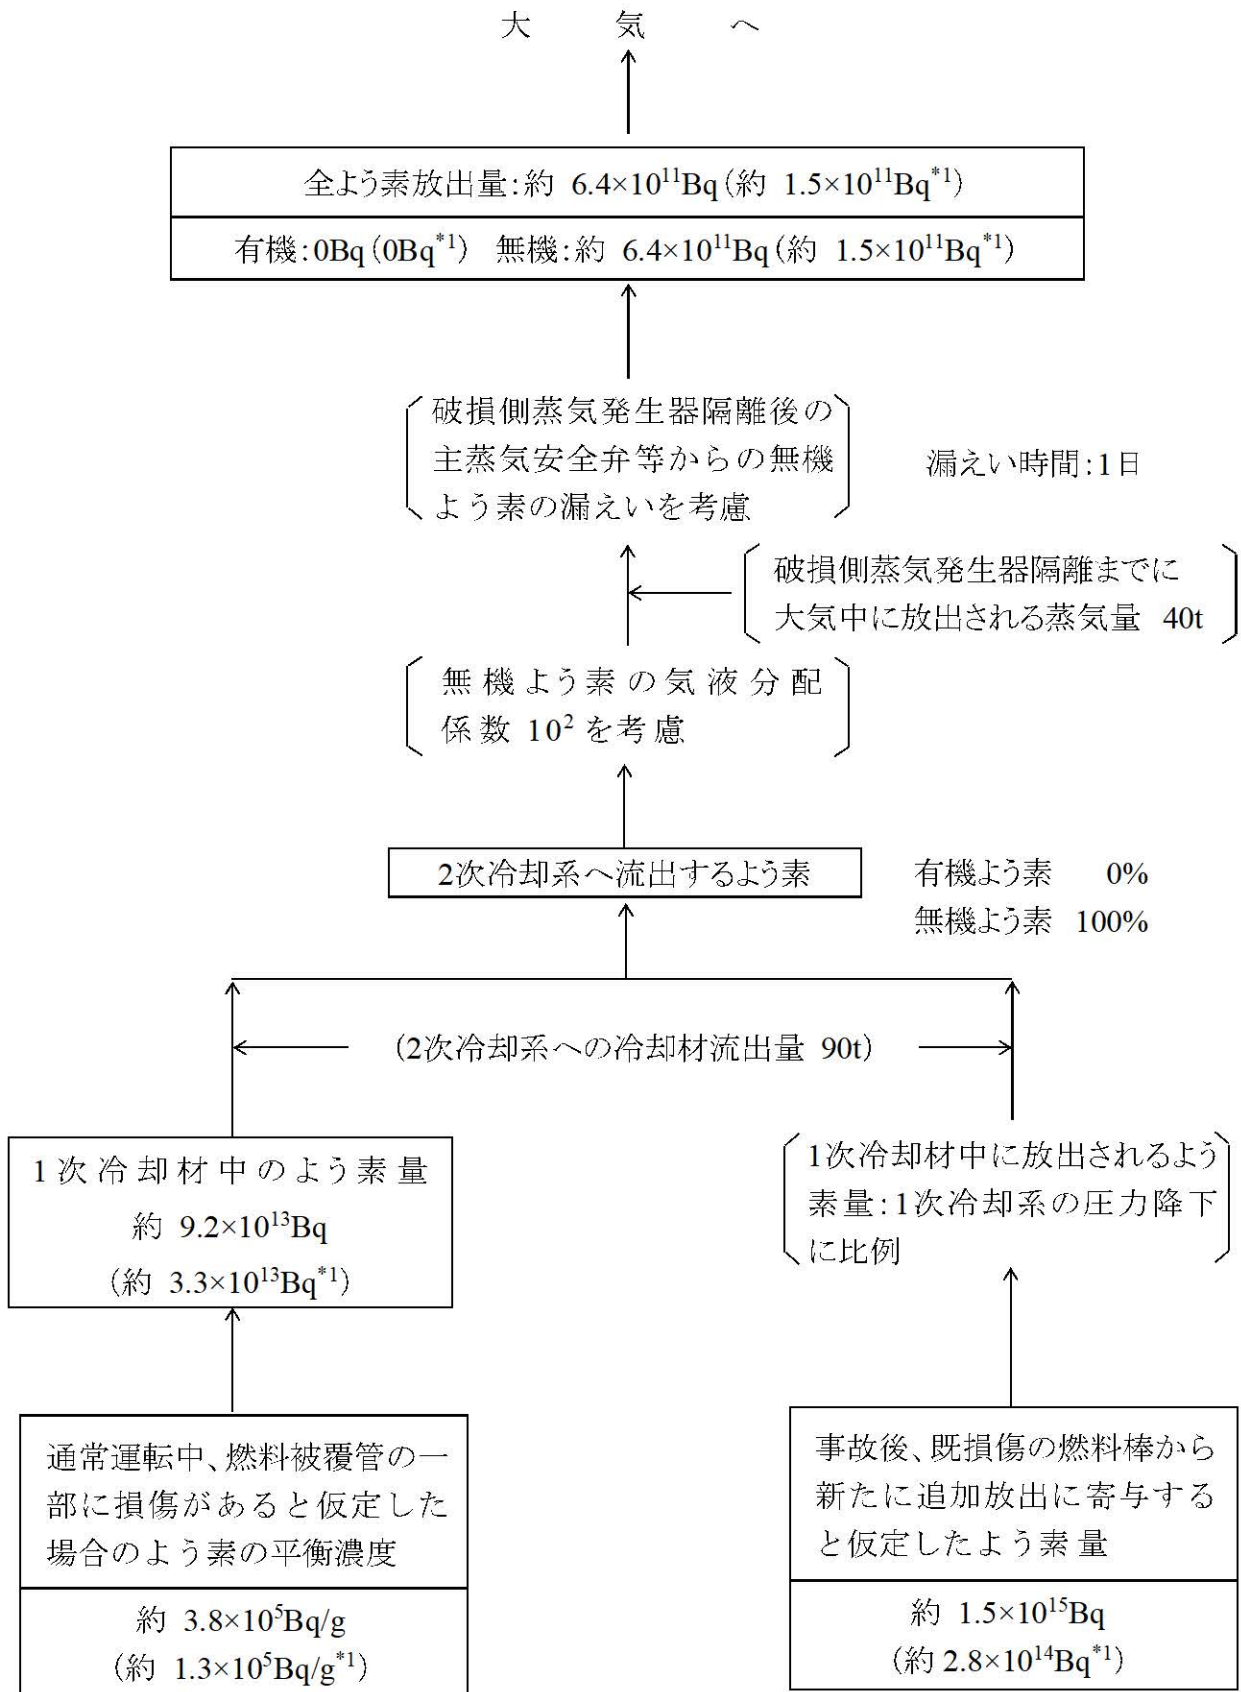 大気へ
全よう素放出量:約 6.4×10¹¹Bq(約 1.5×10¹¹Bq*¹)
有機:0Bq(0Bq*¹) 無機:約 6.4×10¹¹Bq(約 1.5×10¹¹Bq*¹)
破損側蒸気発生器隔離後の
主蒸気安全弁等からの無機
よう素の漏えいを考慮
漏えい時間:1日
破損側蒸気発生器隔離までに
大気中に放出される蒸気量 40t
無機よう素の気液分配
係数 10² を考慮
2次冷却系へ流出するよう素
有機よう素 0%
無機よう素 100%
(2次冷却系への冷却材流出量 90t)
1次冷却材中のよう素量
約 9.2×10¹³Bq
(約 3.3×10¹³Bq*¹)
1次冷却材中に放出されるよう
素量:1次冷却系の圧力降下
に比例
通常運転中、燃料被覆管の一
部に損傷があると仮定した
場合のよう素の平衡濃度
約 3.8×10⁵Bq/g
(約 1.3×10⁵Bq/g*¹)
事故後、既損傷の燃料棒から
新たに追加放出に寄与する
と仮定したよう素量
約 1.5×10¹⁵Bq
(約 2.8×10¹⁴Bq*¹)